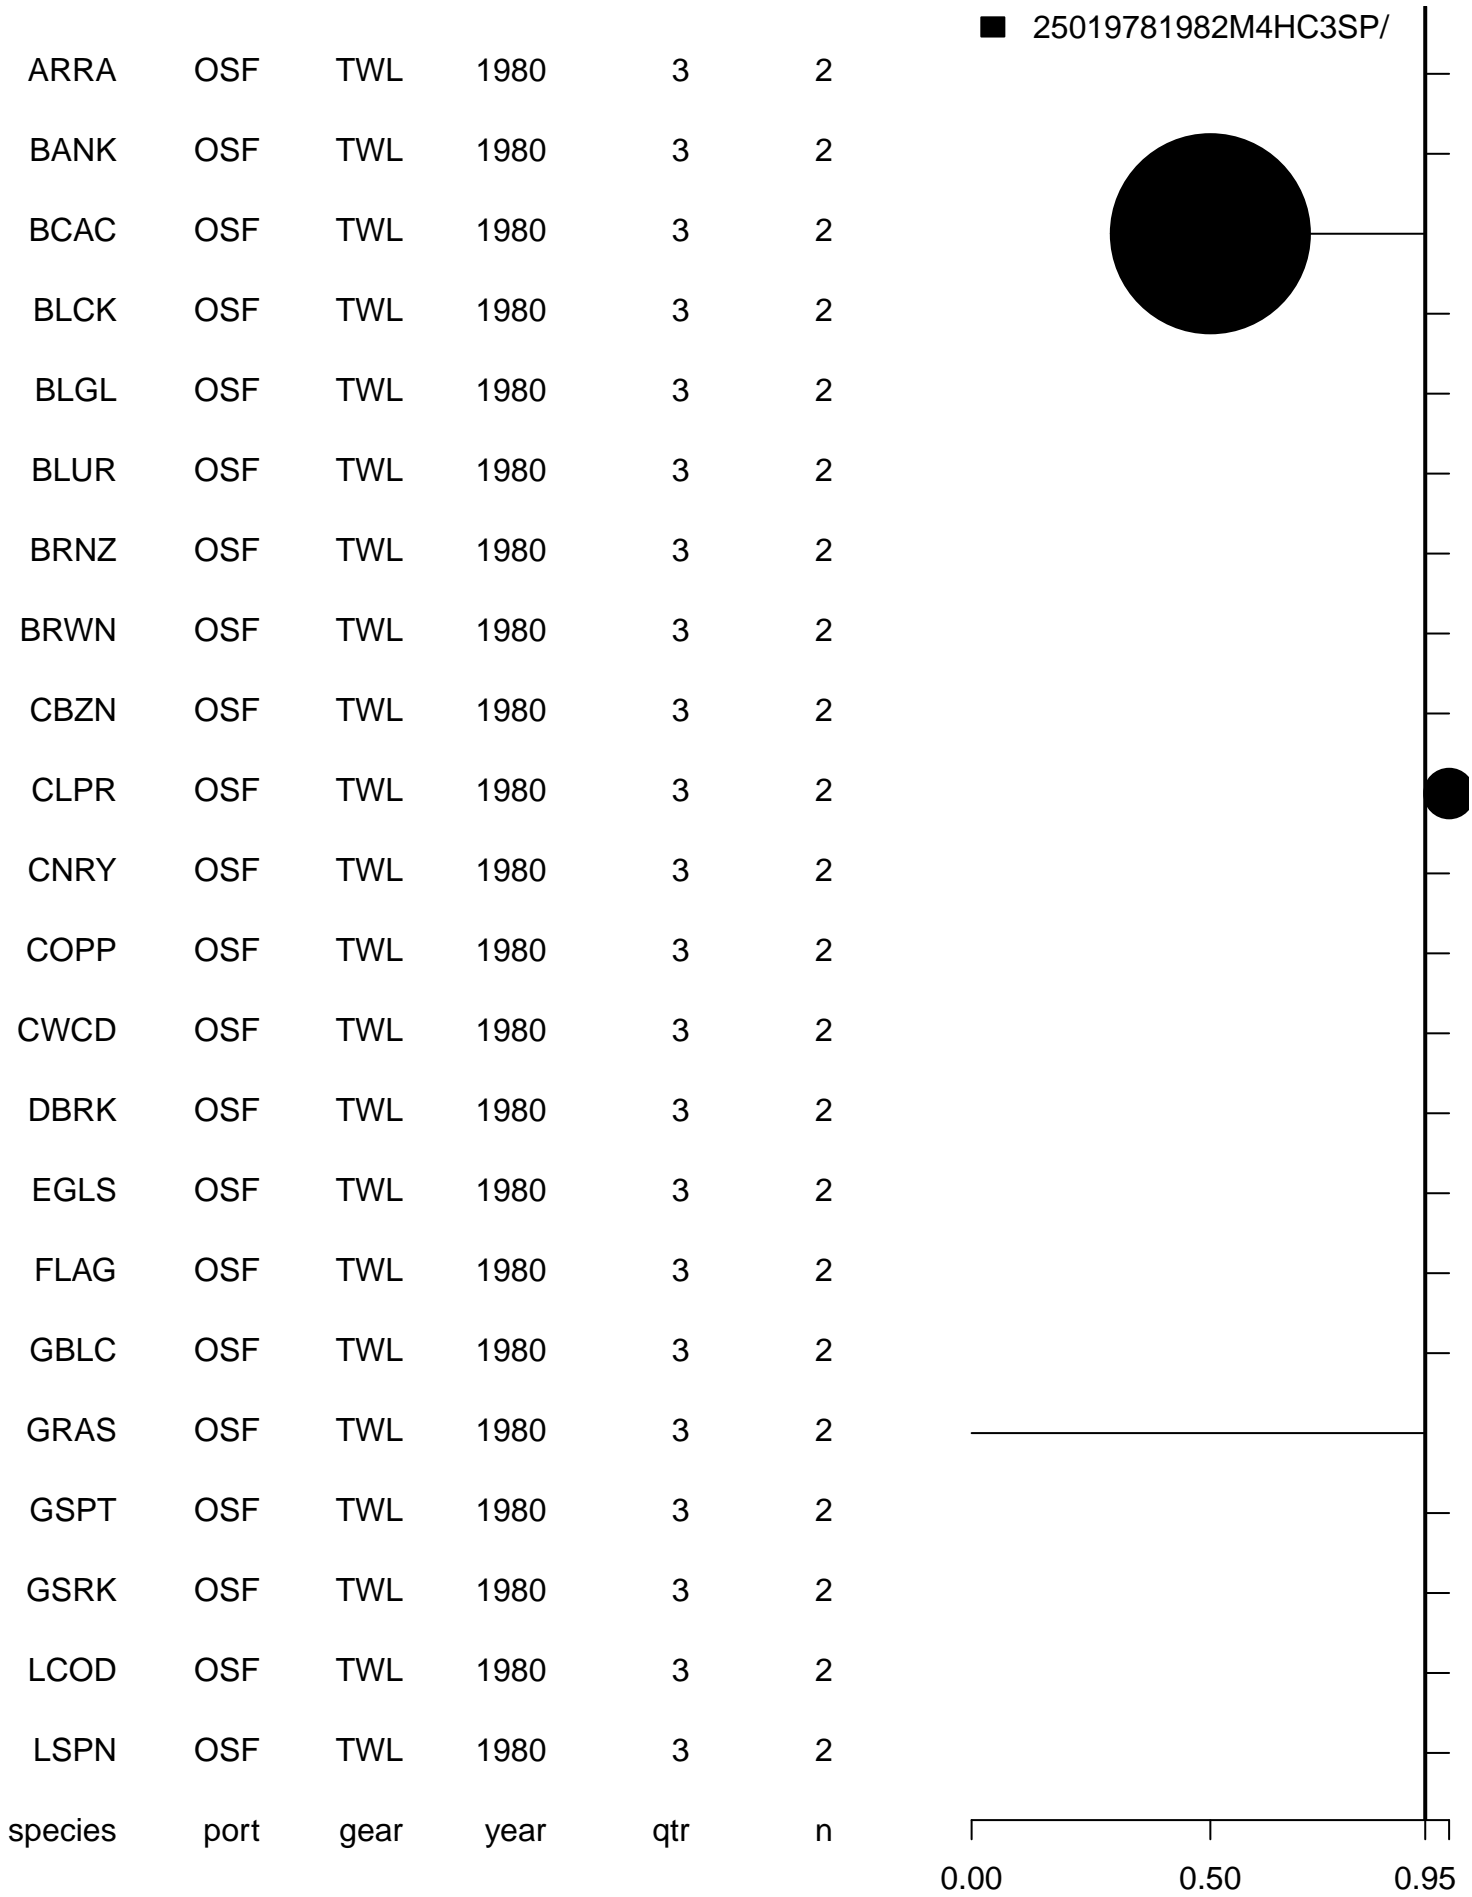 25019781982M4HC3SP/
ARRA OSF TWL 1980 3 2
BANK OSF TWL 1980 3 2
BCAC OSF TWL 1980 3 2
BLCK OSF TWL 1980 3 2
BLGL OSF TWL 1980 3 2
BLUR OSF TWL 1980 3 2
BRNZ OSF TWL 1980 3 2
BRWN OSF TWL 1980 3 2
CBZN OSF TWL 1980 3 2
CLPR OSF TWL 1980 3 2
CNRY OSF TWL 1980 3 2
COPP OSF TWL 1980 3 2
CWCD OSF TWL 1980 3 2
DBRK OSF TWL 1980 3 2
EGLS OSF TWL 1980 3 2
FLAG OSF TWL 1980 3 2
GBLC OSF TWL 1980 3 2
GRAS OSF TWL 1980 3 2
GSPT OSF TWL 1980 3 2
GSRK OSF TWL 1980 3 2
LCOD OSF TWL 1980 3 2
LSPN OSF TWL 1980 3 2
species port gear year qtr n
0.00 0.50 0.95